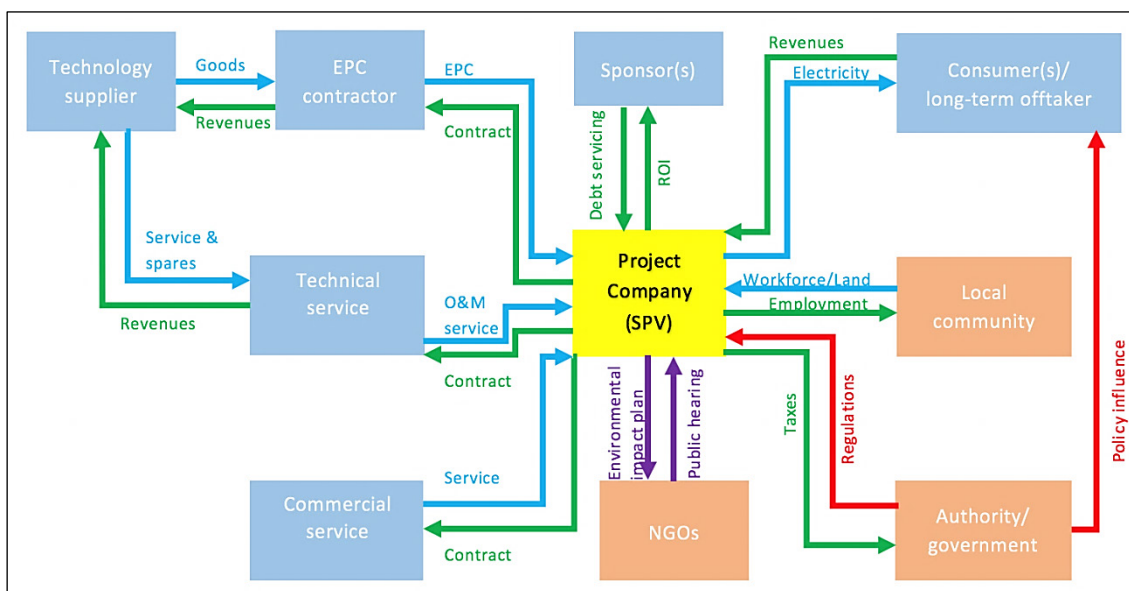 Technology
supplier
Goods
Revenues
EPC
contractor
EPC
Contract
Sponsor(s)
Debt servicing
ROI
Revenues
Electricity
Consumer(s)/
long-term offtaker
Service &
spares
Revenues
Technical
service
O&M
service
Contract
Project
Company
(SPV)
Workforce/Land
Employment
Local
community
Policy influence
Environmental
impact plan
Public hearing
Taxes
Regulations
Commercial
service
Service
Contract
NGOs
Authority/
government